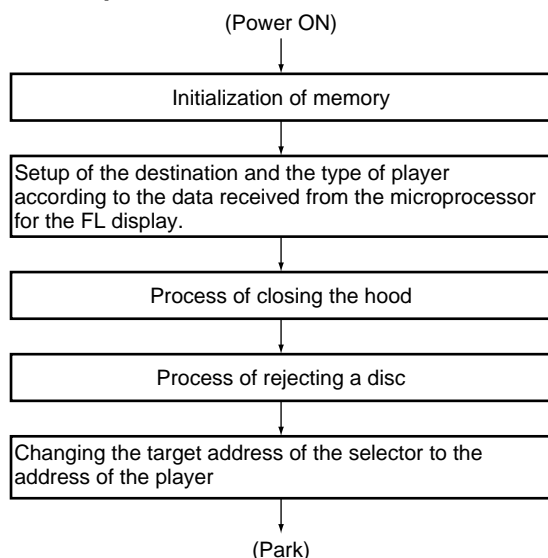 (Power ON)
Initialization of memory
Setup of the destination and the type of player
according to the data received from the microprocessor
for the FL display.
Process of closing the hood
Process of rejecting a disc
Changing the target address of the selector to the
address of the player
(Park)